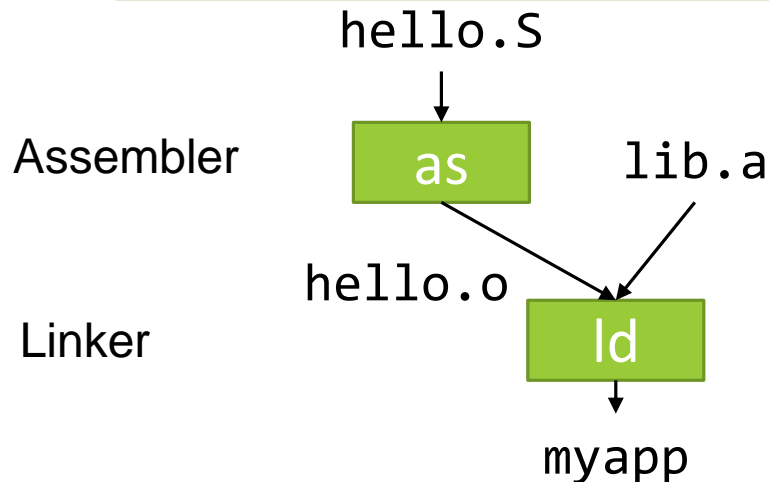 hello.S
Assembler
as
lib.a
hello.o
Linker
ld
myapp